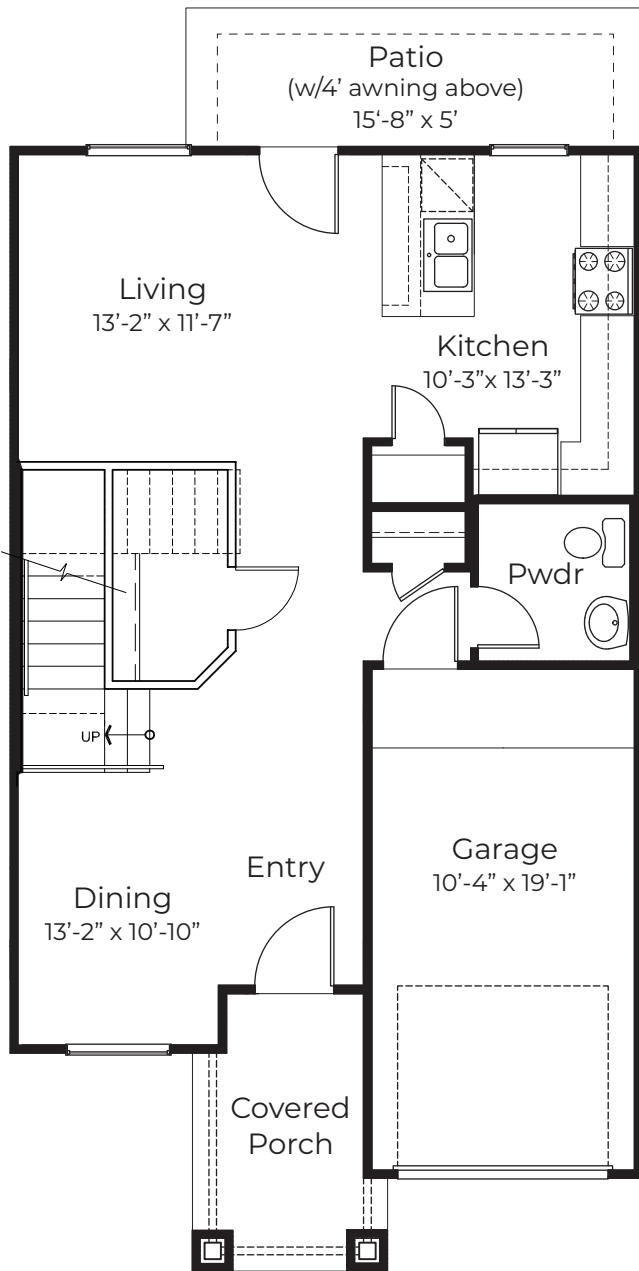 Patio
(w/4’ awning above)
15‘-8” x 5’
Living
13’-2” x 11’-7”
Kitchen
10’-3”x 13’-3”
Pwdr
UP
Entry
Garage
10’-4” x 19’-1”
Dining
13’-2” x 10’-10”
Covered
Porch